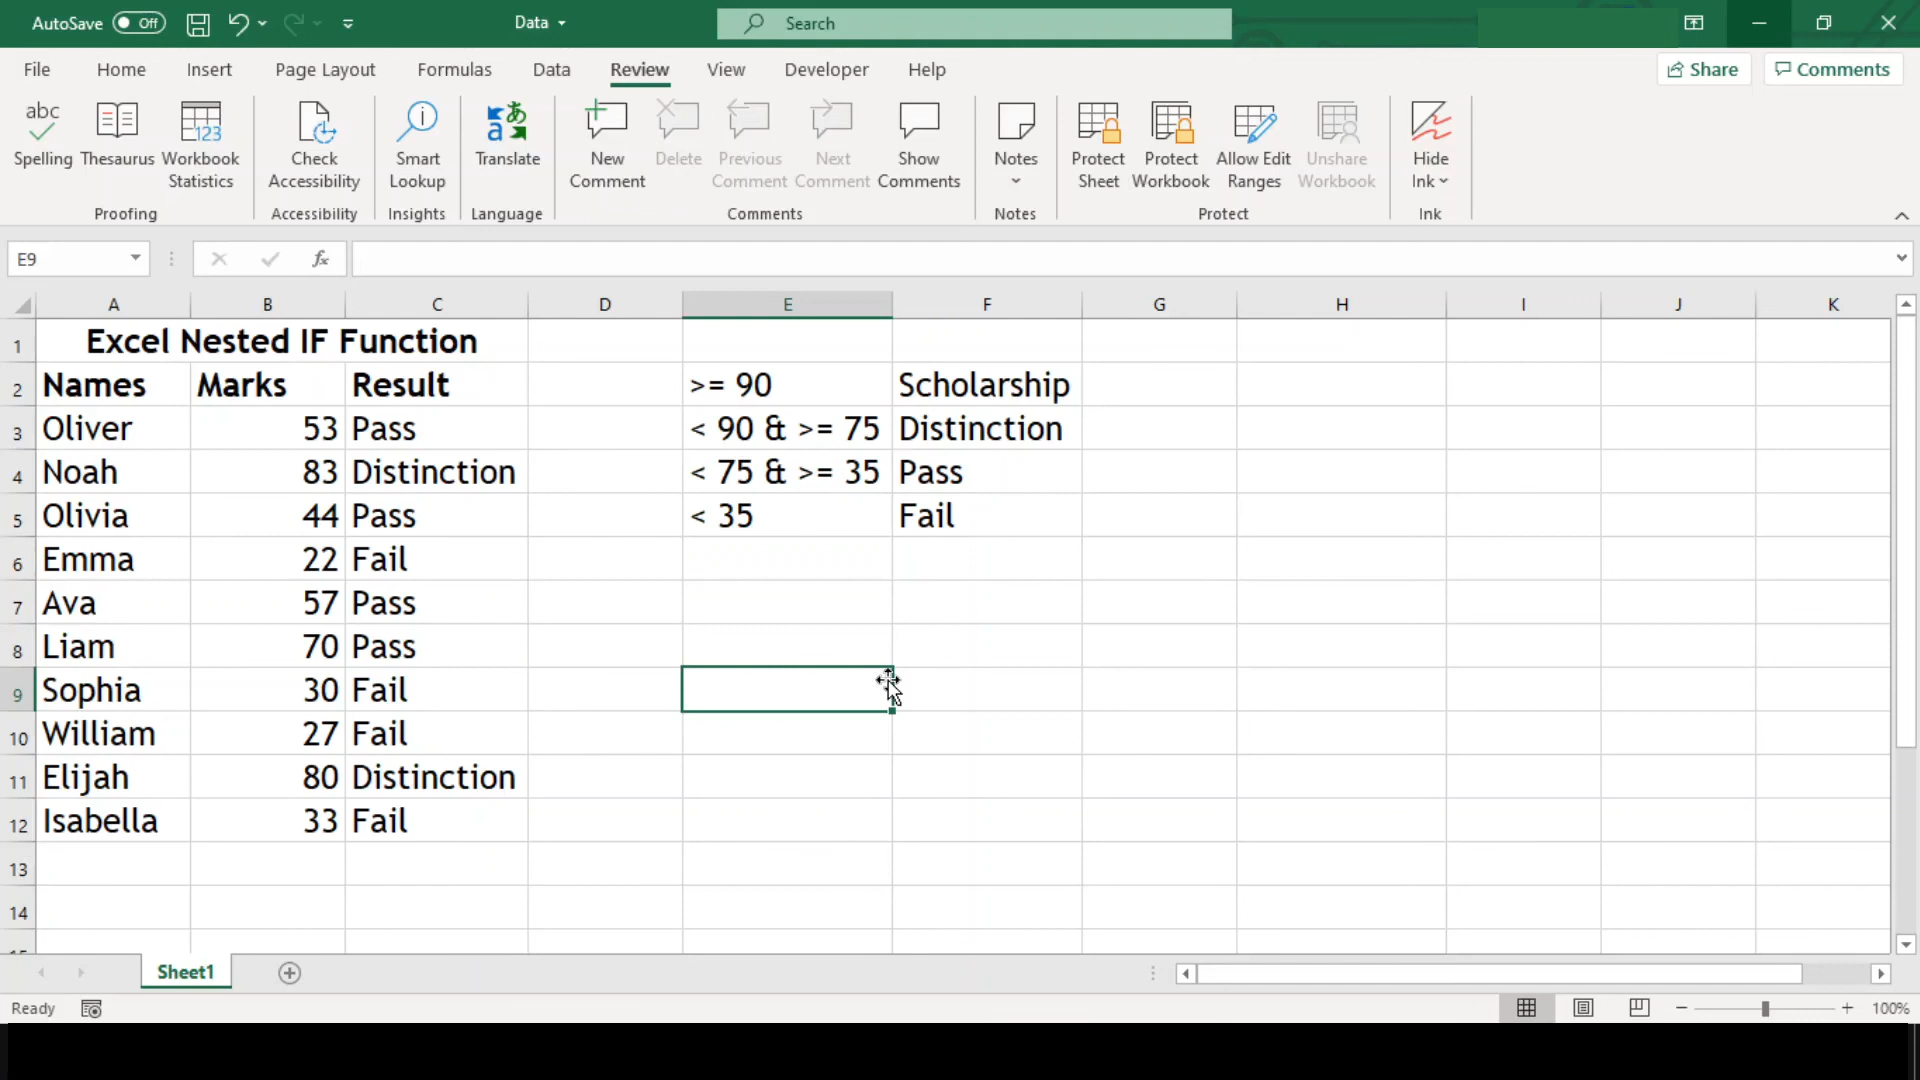 AutoSave Off Data Search
File Home Insert Page Layout Formulas Data Review View Developer Help Share Comments
abc 123
Spelling Thesaurus Workbook Statistics Check Accessibility Smart Lookup Translate New Comment Delete Previous Comment Next Comment Show Comments Notes Protect Sheet Protect Workbook Allow Edit Ranges Unshare Workbook Hide Ink
Proofing Accessibility Insights Language Comments Notes Protect Ink
E9 fx
A B C D E F G H I J K
1 Excel Nested IF Function
2 Names Marks Result >= 90 Scholarship
3 Oliver 53 Pass < 90 & >= 75 Distinction
4 Noah 83 Distinction < 75 & >= 35 Pass
5 Olivia 44 Pass < 35 Fail
6 Emma 22 Fail
7 Ava 57 Pass
8 Liam 70 Pass
9 Sophia 30 Fail
10 William 27 Fail
11 Elijah 80 Distinction
12 Isabella 33 Fail
13
14
Sheet1
Ready 100%